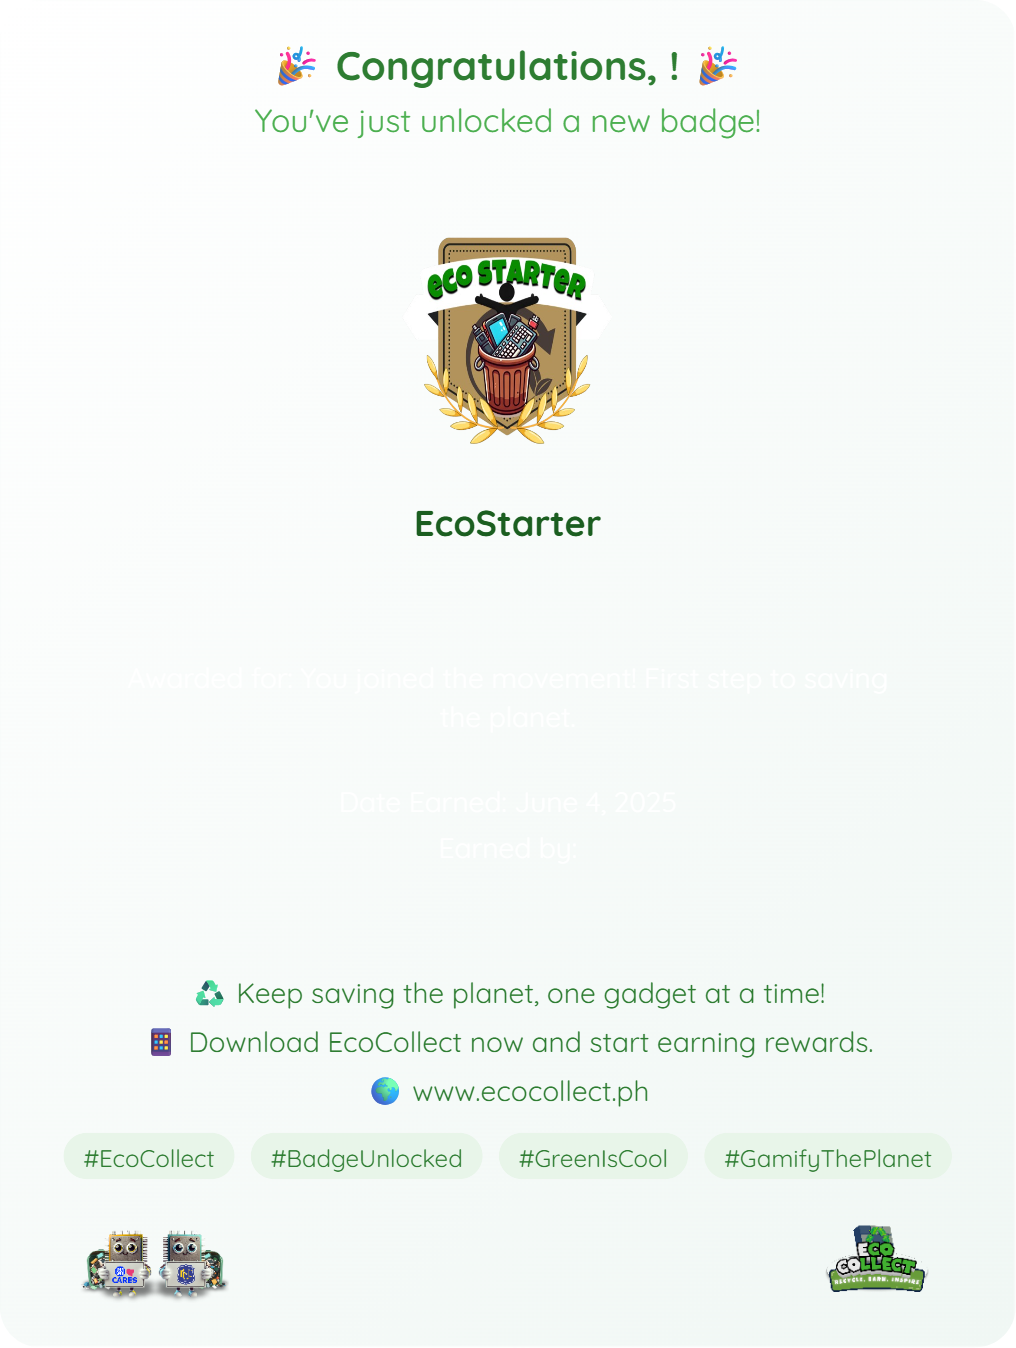 🎉 Congratulations, ! 🎉
You've just unlocked a new badge!
eco STARTeR
EcoStarter
Awarded for: You joined the movement! First step to saving
the planet.
Date Earned: June 4, 2025
Earned by:
♻️ Keep saving the planet, one gadget at a time!
📱 Download EcoCollect now and start earning rewards.
🌍 www.ecocollect.ph
#EcoCollect #BadgeUnlocked #GreenIsCool #GamifyThePlanet
CARES
ECO
COLLECT
RECYCLE. EARN. INSPIRE